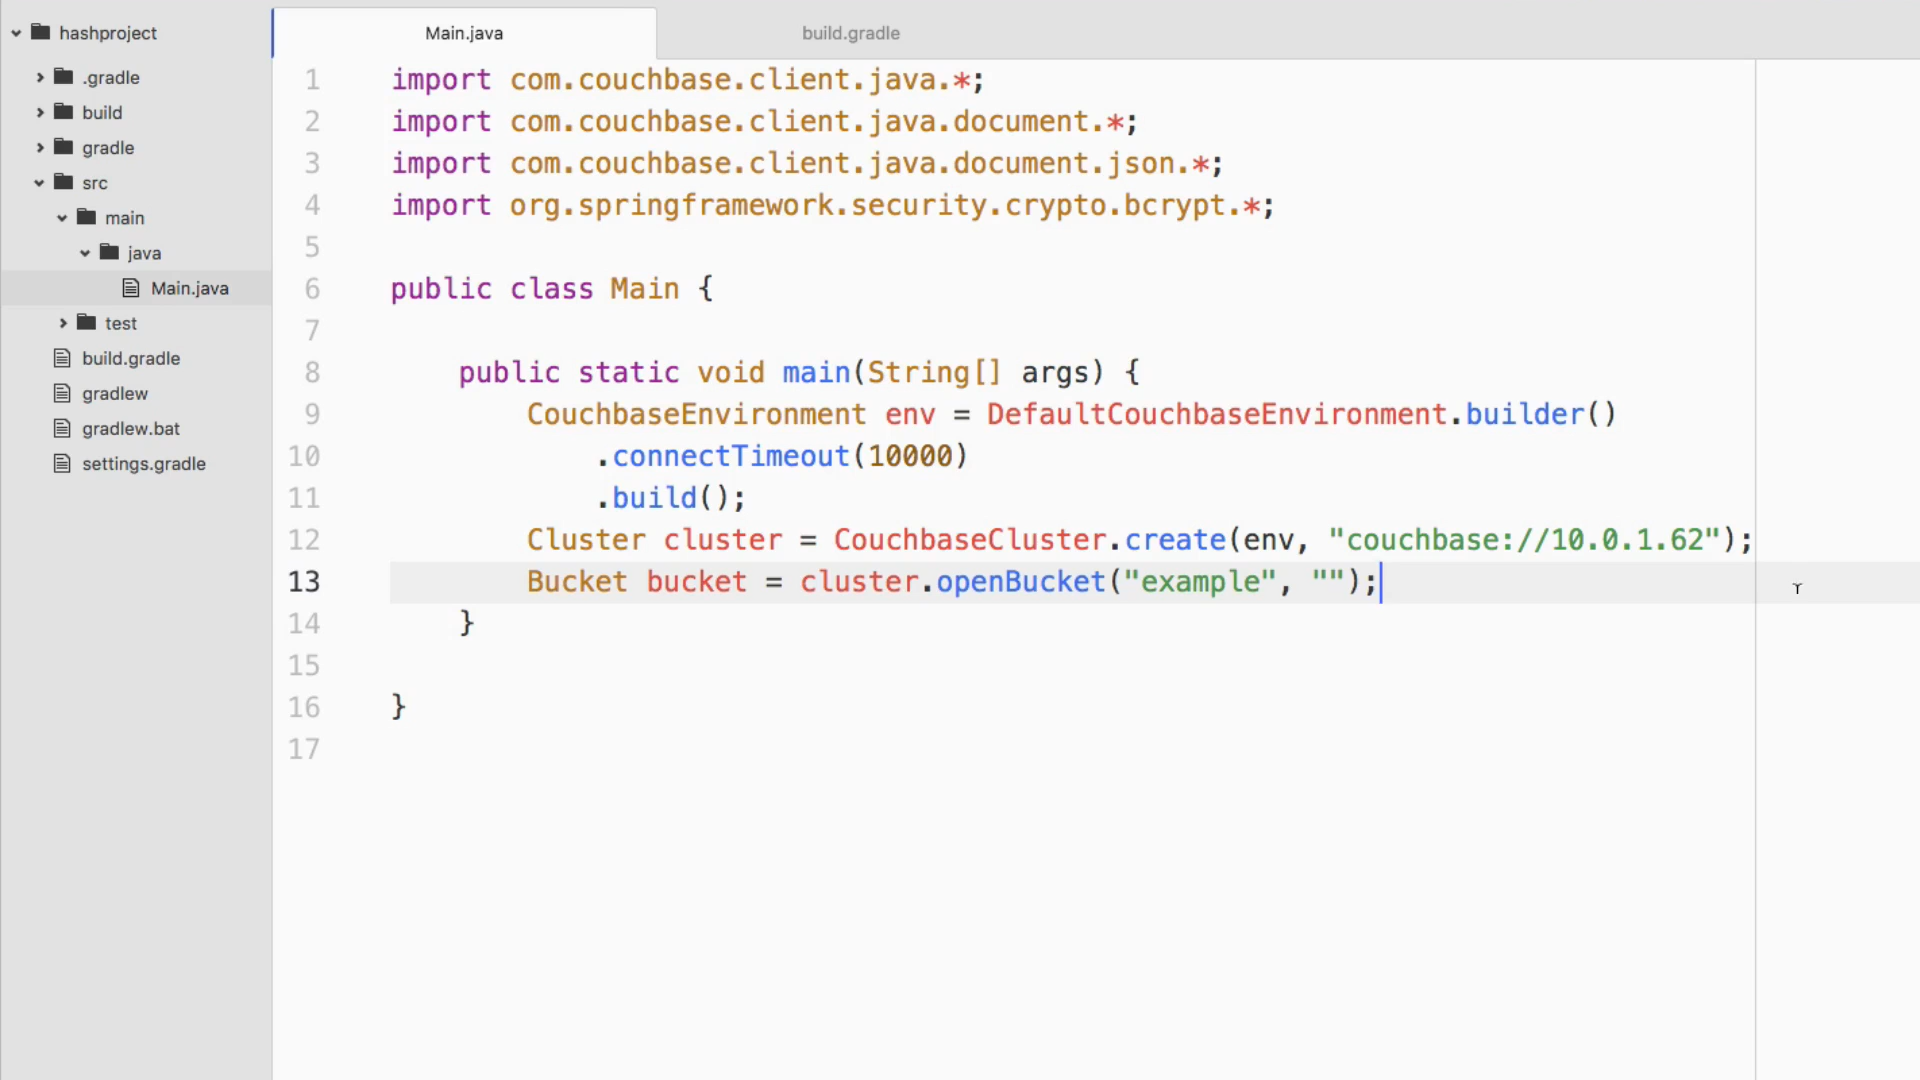 hashproject
.gradle
build
gradle
src
main
java
Main.java
test
build.gradle
gradlew
gradlew.bat
settings.gradle
Main.java
build.gradle
1 import com.couchbase.client.java.*;
2 import com.couchbase.client.java.document.*;
3 import com.couchbase.client.java.document.json.*;
4 import org.springframework.security.crypto.bcrypt.*;
5
6 public class Main {
7
8 public static void main(String[] args) {
9 CouchbaseEnvironment env = DefaultCouchbaseEnvironment.builder()
10 .connectTimeout(10000)
11 .build();
12 Cluster cluster = CouchbaseCluster.create(env, "couchbase://10.0.1.62");
13 Bucket bucket = cluster.openBucket("example", "");
14 }
15
16 }
17